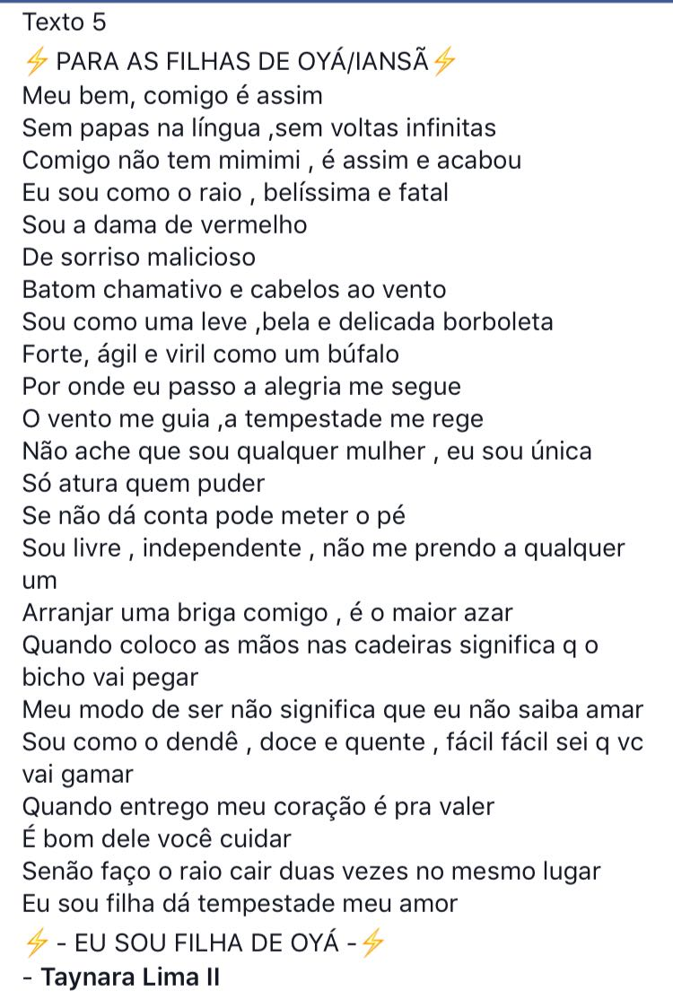 Texto 5
⚡ PARA AS FILHAS DE OYÁ/IANSÃ⚡
Meu bem, comigo é assim
Sem papas na língua ,sem voltas infinitas
Comigo não tem mimimi , é assim e acabou
Eu sou como o raio , belíssima e fatal
Sou a dama de vermelho
De sorriso malicioso
Batom chamativo e cabelos ao vento
Sou como uma leve ,bela e delicada borboleta
Forte, ágil e viril como um búfalo
Por onde eu passo a alegria me segue
O vento me guia ,a tempestade me rege
Não ache que sou qualquer mulher , eu sou única
Só atura quem puder
Se não dá conta pode meter o pé
Sou livre , independente , não me prendo a qualquer
um
Arranjar uma briga comigo , é o maior azar
Quando coloco as mãos nas cadeiras significa q o
bicho vai pegar
Meu modo de ser não significa que eu não saiba amar
Sou como o dendê , doce e quente , fácil fácil sei q vc
vai gamar
Quando entrego meu coração é pra valer
É bom dele você cuidar
Senão faço o raio cair duas vezes no mesmo lugar
Eu sou filha dá tempestade meu amor
⚡ - EU SOU FILHA DE OYÁ -⚡
- Taynara Lima II